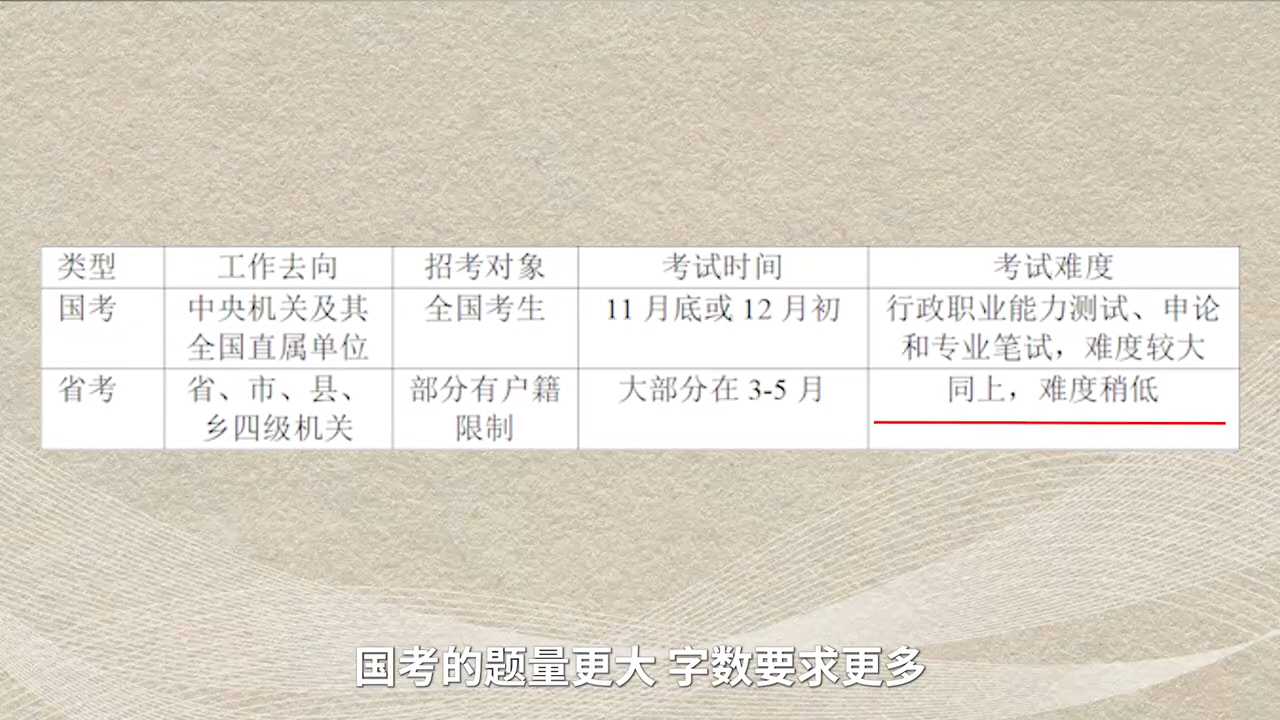 类型 工作去向 招考对象 考试时间 考试难度
国考 中央机关及其 全国考生 11 月底或 12 月初 行政职业能力测试、申论
全国直属单位 和专业笔试，难度较大
省考 省、市、县、 部分有户籍 大部分在 3-5 月 同上，难度稍低
乡四级机关 限制
国考的题量更大 字数要求更多